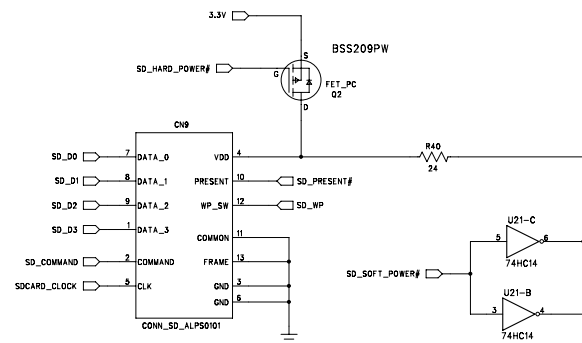 3.3V
BSS209PW
S
SD_HARD_POWER#
G
FET_PC
Q2
D
CN9
R40
SD_D0 7 DATA_0 VDD 4
24
SD_D1 8 DATA_1 PRESENT 10 SD_PRESENT#
SD_D2 9 DATA_2 WP_SW 12 SD_WP
U21-C
SD_D3 1 DATA_3
COMMON 11
5 6
SD_COMMAND 2 COMMAND FRAME 13
74HC14
SD_SOFT_POWER#
SDCARD_CLOCK 5 CLK GND 3
U21-B
GND 6
3 4
CONN_SD_ALPS0101
74HC14